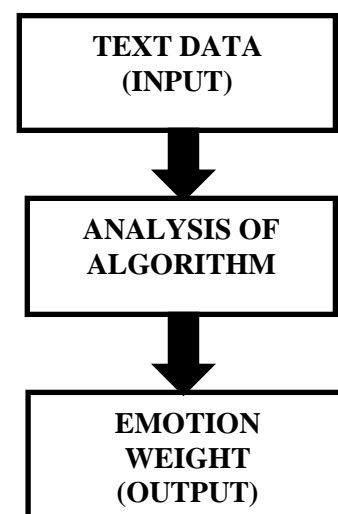 TEXT DATA
(INPUT)
ANALYSIS OF
ALGORITHM
EMOTION
WEIGHT
(OUTPUT)